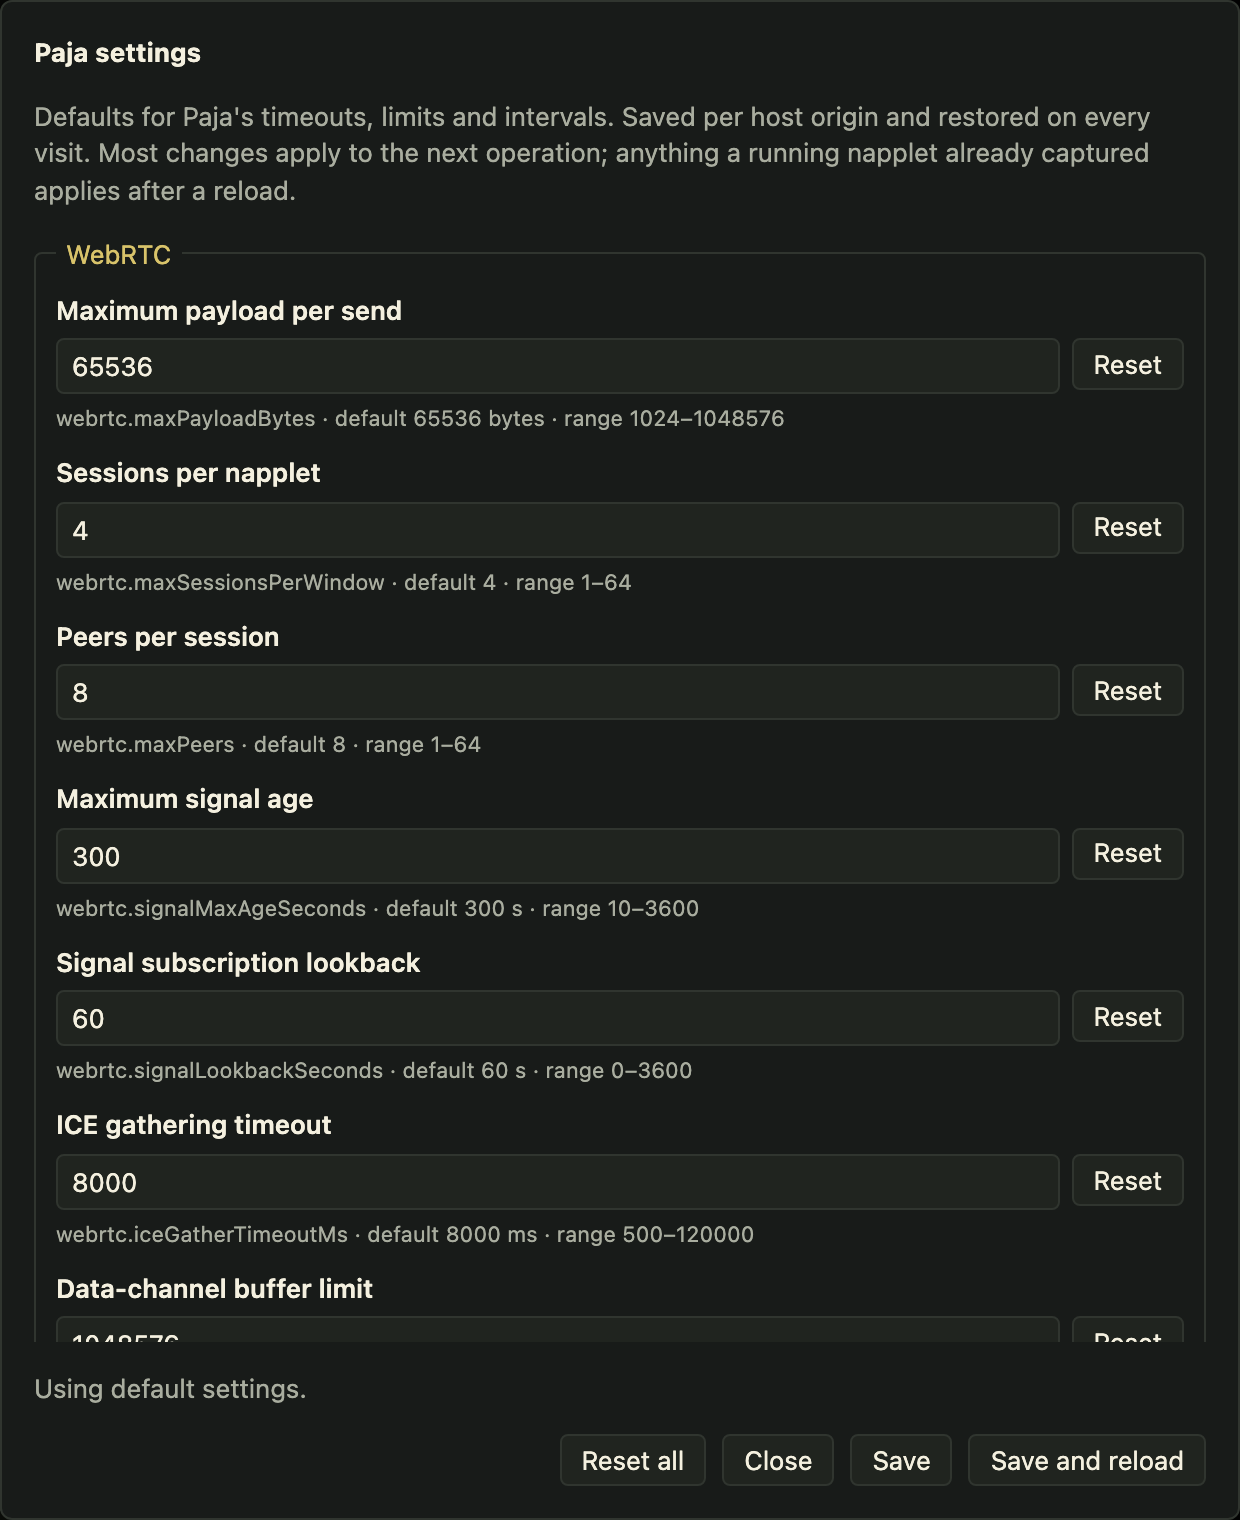 Paja settings
Defaults for Paja's timeouts, limits and intervals. Saved per host origin and restored on every
visit. Most changes apply to the next operation; anything a running napplet already captured
applies after a reload.
WebRTC
Maximum payload per send
65536
Reset
webrtc.maxPayloadBytes · default 65536 bytes · range 1024–1048576
Sessions per napplet
4
Reset
webrtc.maxSessionsPerWindow · default 4 · range 1–64
Peers per session
8
Reset
webrtc.maxPeers · default 8 · range 1–64
Maximum signal age
300
Reset
webrtc.signalMaxAgeSeconds · default 300 s · range 10–3600
Signal subscription lookback
60
Reset
webrtc.signalLookbackSeconds · default 60 s · range 0–3600
ICE gathering timeout
8000
Reset
webrtc.iceGatherTimeoutMs · default 8000 ms · range 500–120000
Data-channel buffer limit
1048576
Reset
Using default settings.
Reset all
Close
Save
Save and reload